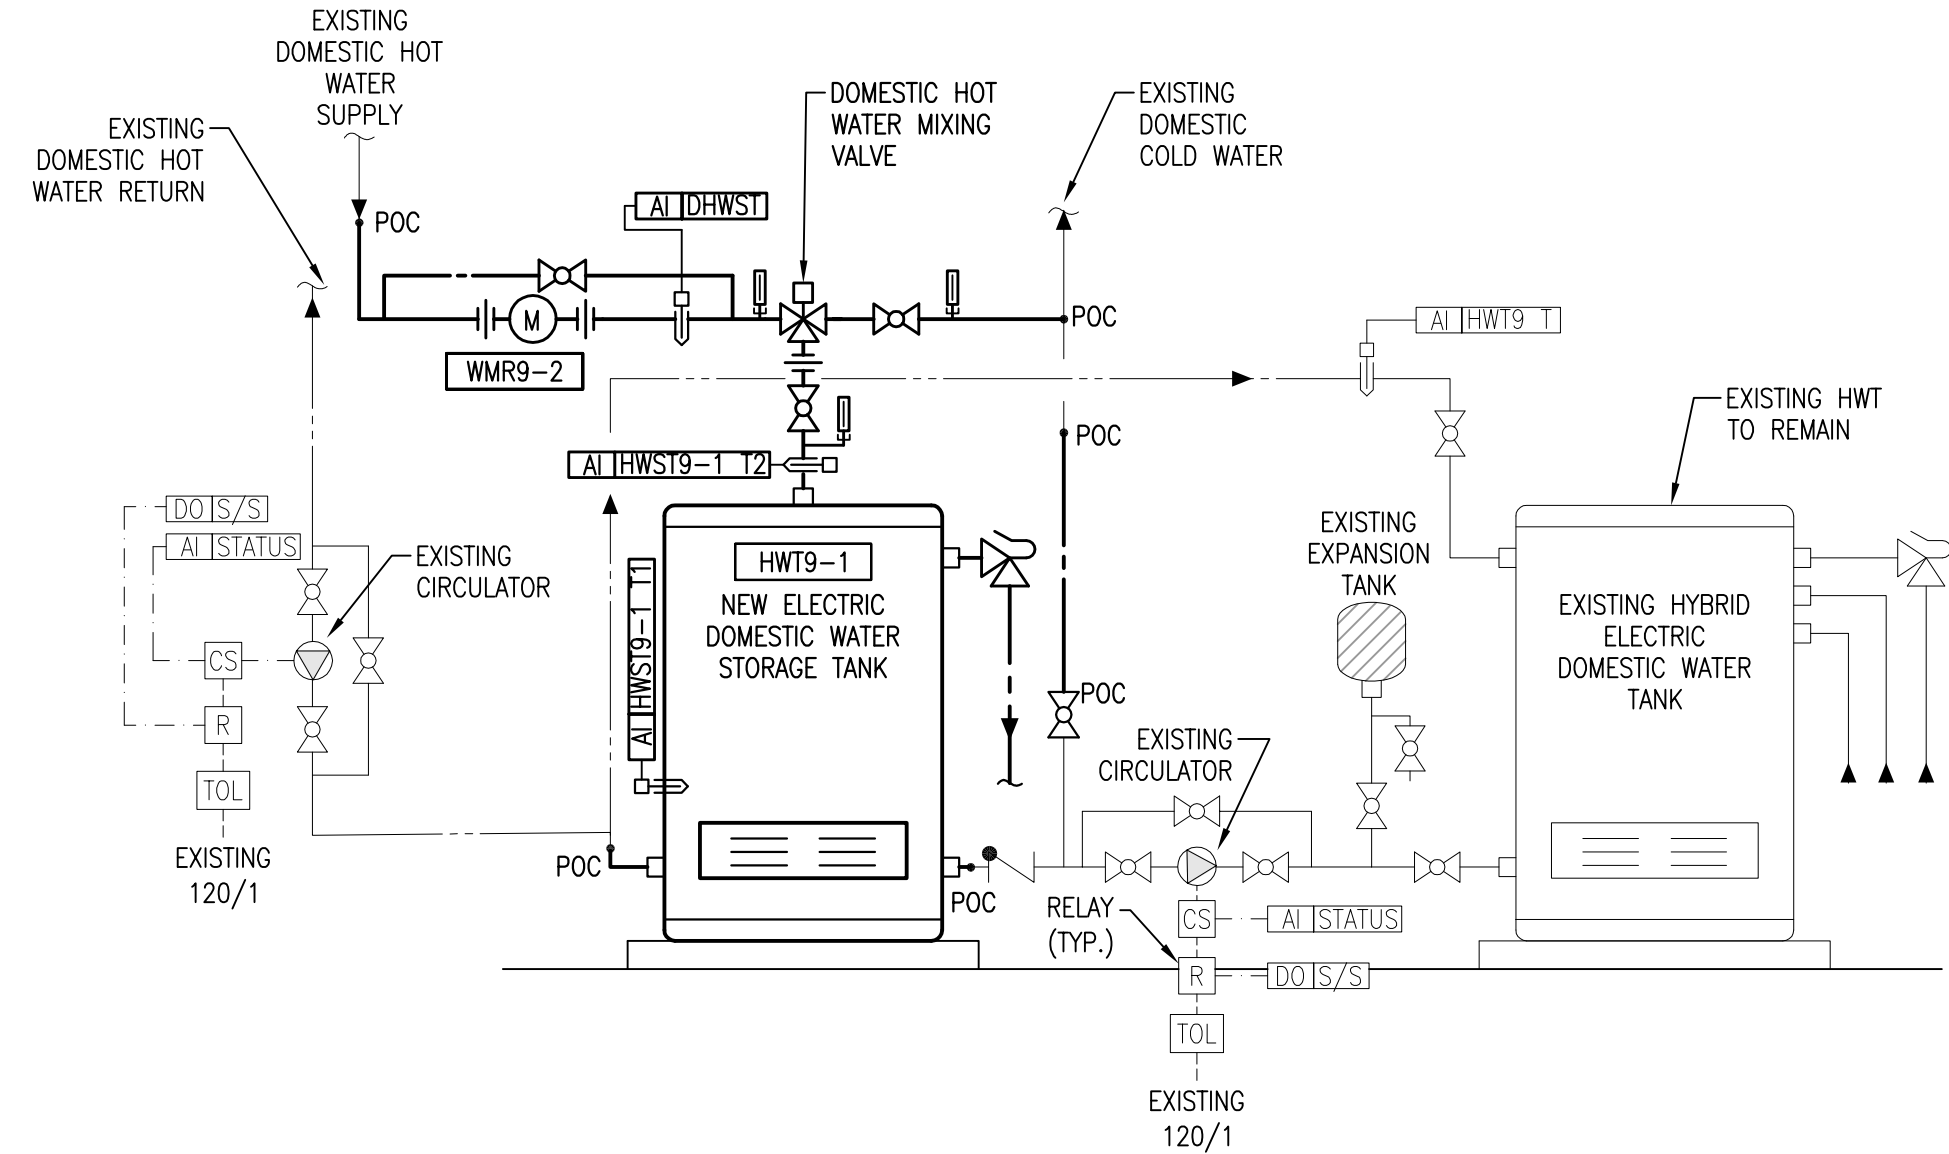 EXISTING
DOMESTIC HOT
WATER
SUPPLY
EXISTING
DOMESTIC HOT
WATER RETURN
DOMESTIC HOT
WATER MIXING
VALVE
EXISTING
DOMESTIC
COLD WATER
POC
AI DHWST
M
WMR9-2
POC
AI HWT9 T
EXISTING HWT
TO REMAIN
POC
AI HWST9-1 T2
DO S/S
AI STATUS
EXISTING
CIRCULATOR
CS
R
TOL
EXISTING
120/1
HWT9-1
NEW ELECTRIC
DOMESTIC WATER
STORAGE TANK
AI HWST9-1 T1
POC
POC
POC
EXISTING
EXPANSION
TANK
EXISTING HYBRID
ELECTRIC
DOMESTIC WATER
TANK
EXISTING
CIRCULATOR
RELAY
(TYP.)
CS
AI STATUS
R
DO S/S
TOL
EXISTING
120/1